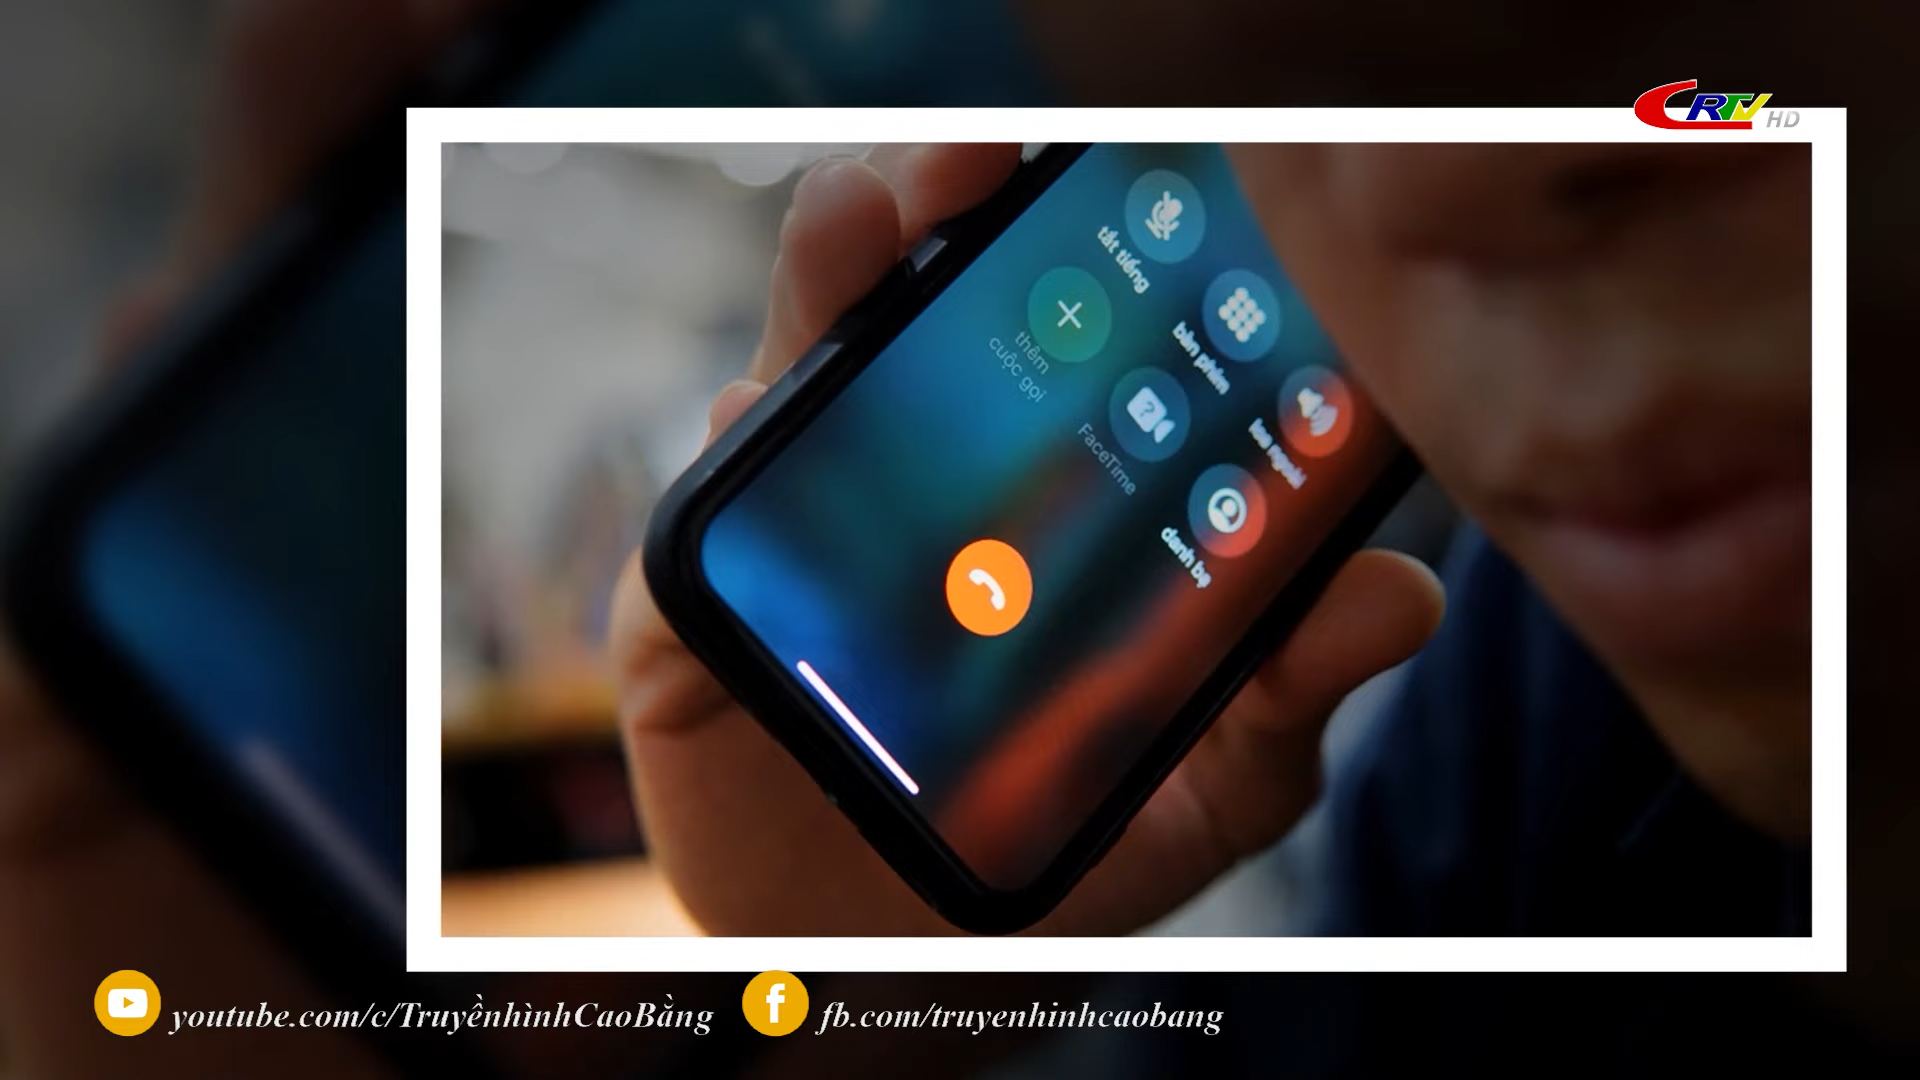 CRTV HD
tắt tiếng
bàn phím
loa ngoài
thêm
cuộc gọi
FaceTime
danh bạ
youtube.com/c/TruyềnhìnhCaoBằng
fb.com/truyenhinhcaobang